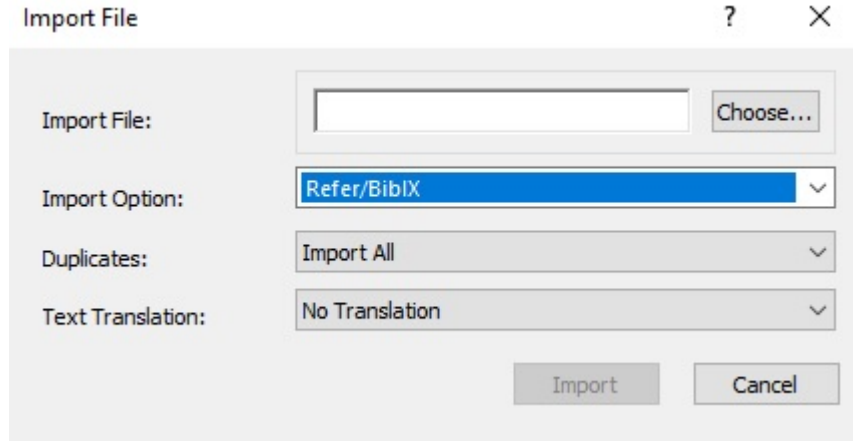 Import File ? X
Import File: Choose...
Import Option: Refer/BibIX
Duplicates: Import All
Text Translation: No Translation
Import Cancel